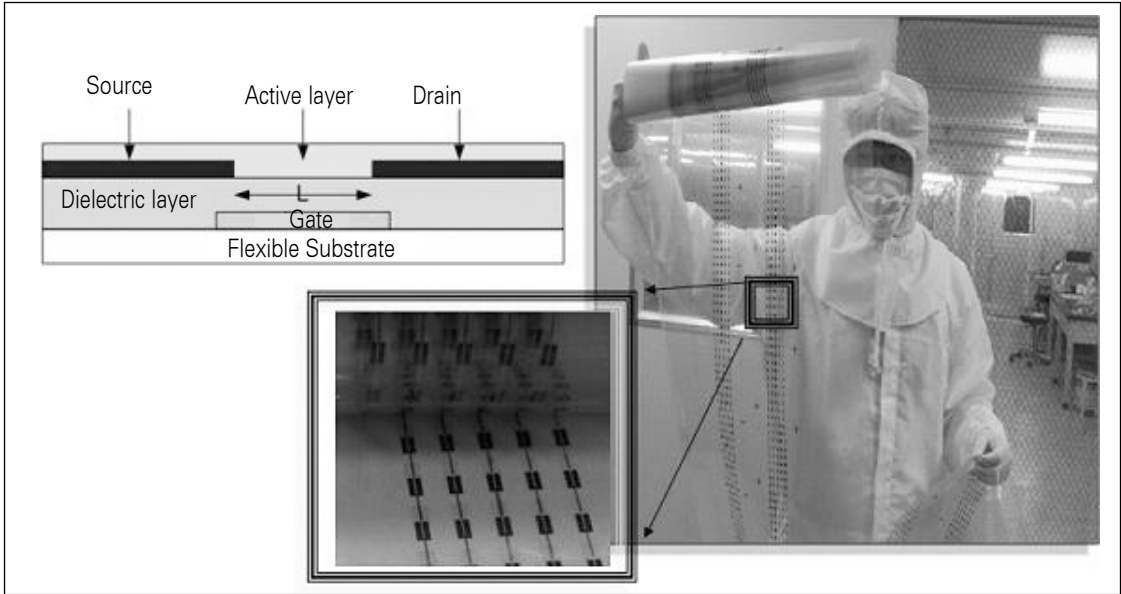 Source
Active layer
Drain
Dielectric layer
L
Gate
Flexible Substrate